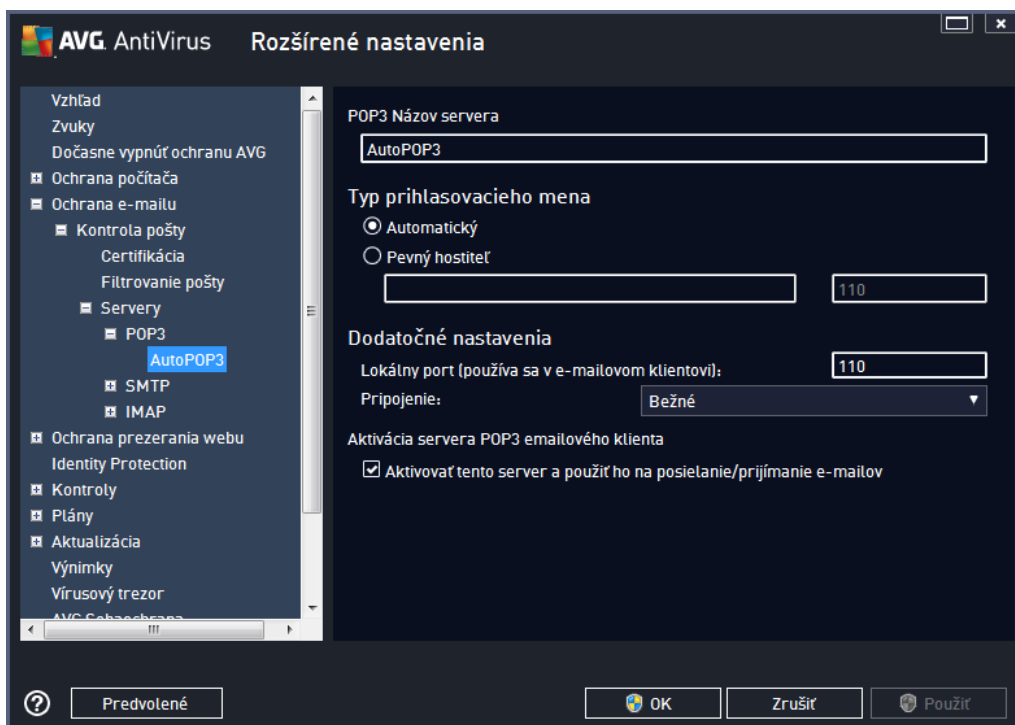 AVG. AntiVirus Rozšírené nastavenia
Vzhľad
Zvuky
Dočasne vypnúť ochranu AVG
Ochrana počítača
Ochrana e-mailu
Kontrola pošty
Certifikácia
Filtrovanie pošty
Servery
POP3
AutoPOP3
SMTP
IMAP
Ochrana prezerania webu
Identity Protection
Kontroly
Plány
Aktualizácia
Výnimky
Vírusový trezor
AVG Sebaochrana
POP3 Názov servera
AutoPOP3
Typ prihlasovacieho mena
Automatický
Pevný hostiteľ
110
Dodatočné nastavenia
Lokálny port (používa sa v e-mailovom klientovi): 110
Pripojenie: Bežné
Aktivácia servera POP3 emailového klienta
Aktivovať tento server a použiť ho na posielanie/prijímanie e-mailov
Predvolené
OK
Zrušiť
Použiť